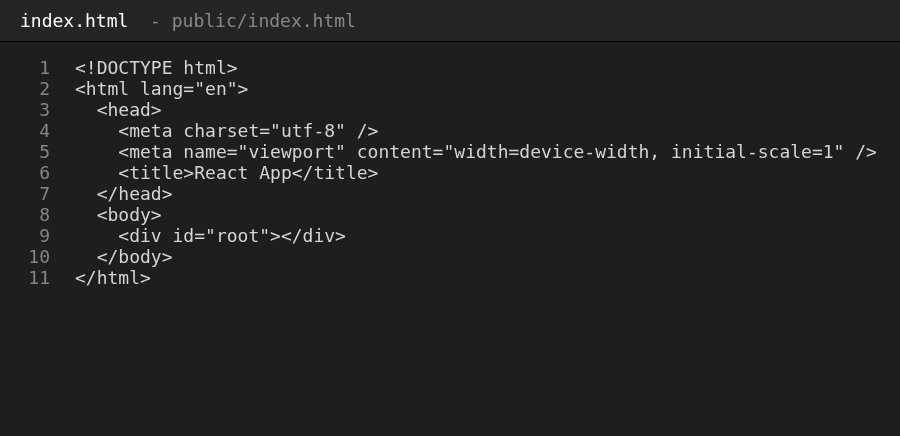 index.html - public/index.html
1 <!DOCTYPE html>
2 <html lang="en">
3   <head>
4     <meta charset="utf-8" />
5     <meta name="viewport" content="width=device-width, initial-scale=1" />
6     <title>React App</title>
7   </head>
8   <body>
9     <div id="root"></div>
10   </body>
11 </html>